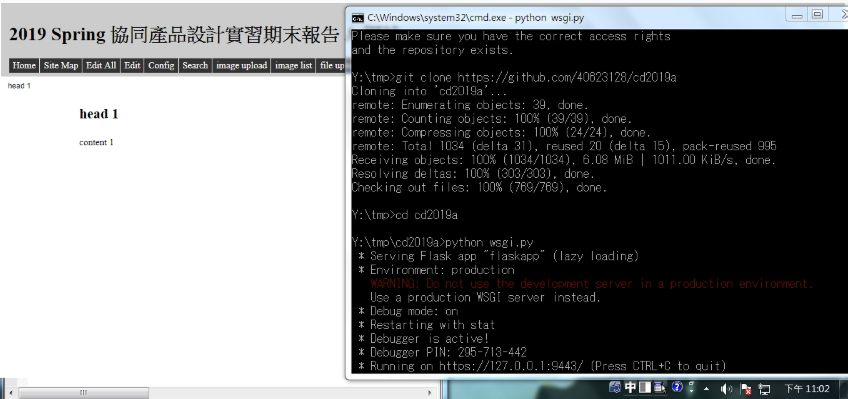 2019 Spring 協同產品設計實習期末報告
Home Site Map Edit All Edit Config Search image upload image list file up
head 1
head 1
content 1
C:\Windows\system32\cmd.exe - python wsgi.py
Please make sure you have the correct access rights
and the repository exists.
Y:\tmp>git clone https://github.com/40623128/cd2019a
Cloning into 'cd2019a'...
remote: Enumerating objects: 39, done.
remote: Counting objects: 100% (39/39), done.
remote: Compressing objects: 100% (24/24), done.
remote: Total 1034 (delta 31), reused 20 (delta 15), pack-reused 995
Receiving objects: 100% (1034/1034), 6.08 MiB | 1011.00 KiB/s, done.
Resolving deltas: 100% (303/303), done.
Checking out files: 100% (769/769), done.
Y:\tmp>cd cd2019a
Y:\tmp\cd2019a>python wsgi.py
* Serving Flask app "flaskapp" (lazy loading)
* Environment: production
WARNING: Do not use the development server in a production environment.
Use a production WSGI server instead.
* Debug mode: on
* Restarting with stat
* Debugger is active!
* Debugger PIN: 295-713-442
* Running on https://127.0.0.1:9443/ (Press CTRL+C to quit)
中 下午 11:02